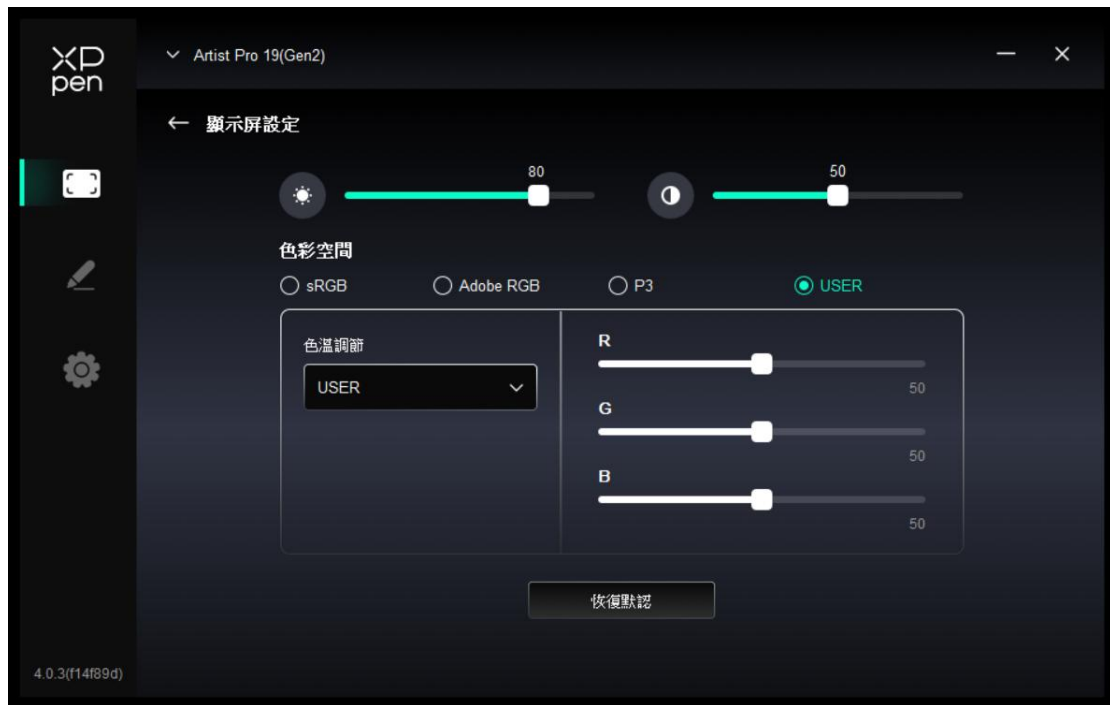 XP
pen
Artist Pro 19(Gen2)
顯示屏設定
80
50
色彩空間
sRGB
Adobe RGB
P3
USER
色溫調節
USER
R
50
G
50
B
50
恢復默認
4.0.3(f14f89d)